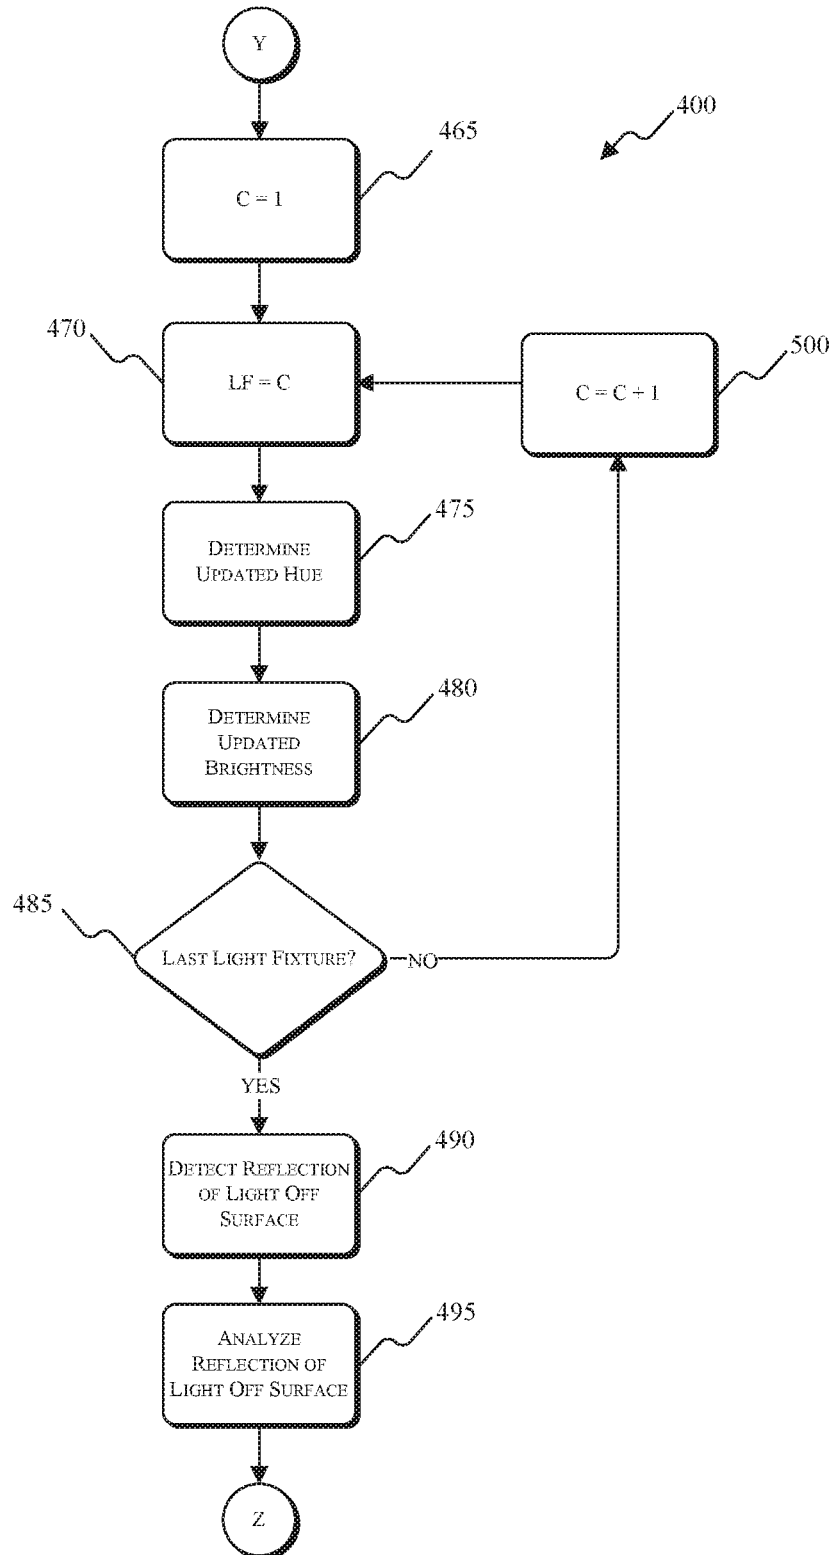 Y
400
465
C = 1
470
LF = C
500
C = C + 1
475
DETERMINE
UPDATED HUE
480
DETERMINE
UPDATED
BRIGHTNESS
485
LAST LIGHT FIXTURE?
NO
YES
490
DETECT REFLECTION
OF LIGHT OFF
SURFACE
495
ANALYZE
REFLECTION OF
LIGHT OFF SURFACE
Z